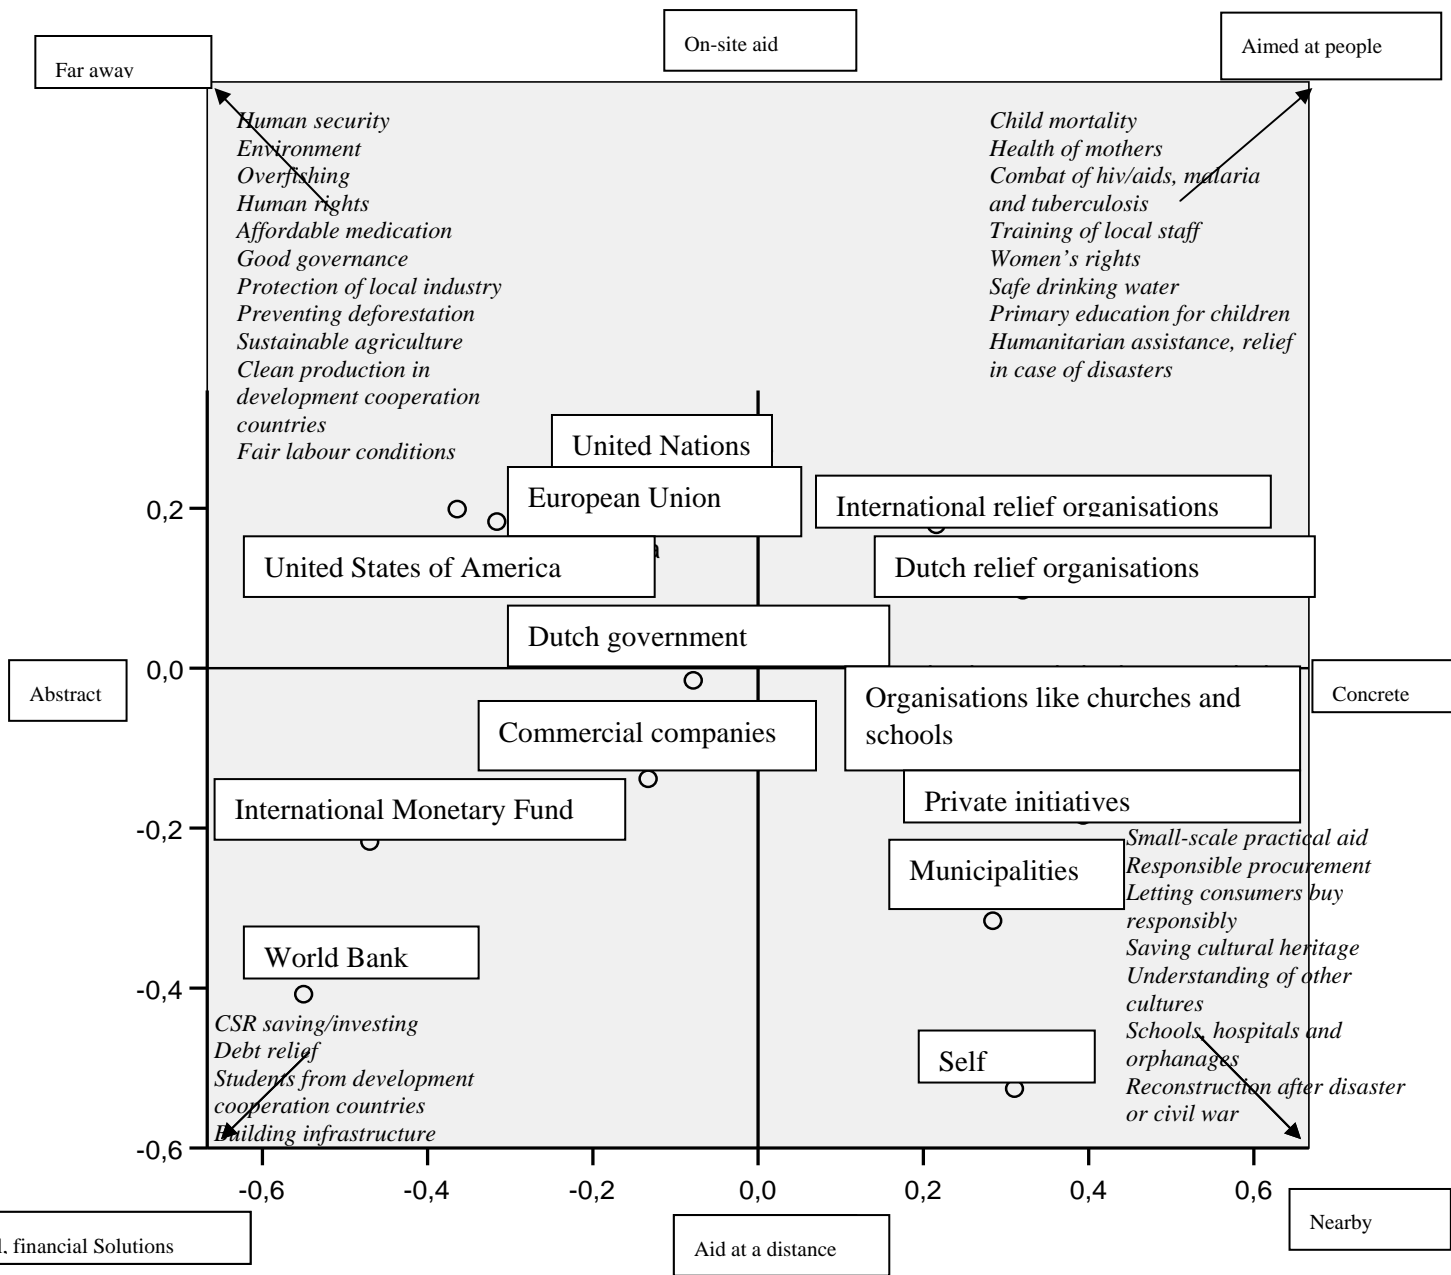 On-site aid
Aimed at people
Far away
Human security
Environment
Overfishing
Human rights
Affordable medication
Good governance
Protection of local industry
Preventing deforestation
Sustainable agriculture
Clean production in
development cooperation
countries
Fair labour conditions
Child mortality
Health of mothers
Combat of hiv/aids, malaria
and tuberculosis
Training of local staff
Women's rights
Safe drinking water
Primary education for children
Humanitarian assistance, relief
in case of disasters
United Nations
European Union
International relief organisations
United States of America
Dutch relief organisations
Dutch government
Abstract
Concrete
Organisations like churches and
schools
Commercial companies
International Monetary Fund
Private initiatives
Municipalities
World Bank
Self
Small-scale practical aid
Responsible procurement
Letting consumers buy
responsibly
Saving cultural heritage
Understanding of other
cultures
Schools, hospitals and
orphanages
Reconstruction after disaster
or civil war
CSR saving/investing
Debt relief
Students from development
cooperation countries
Building infrastructure
0,2
0,0
-0,2
-0,4
-0,6
-0,6
-0,4
-0,2
0,0
0,2
0,4
0,6
Nearby
financial Solutions
Aid at a distance